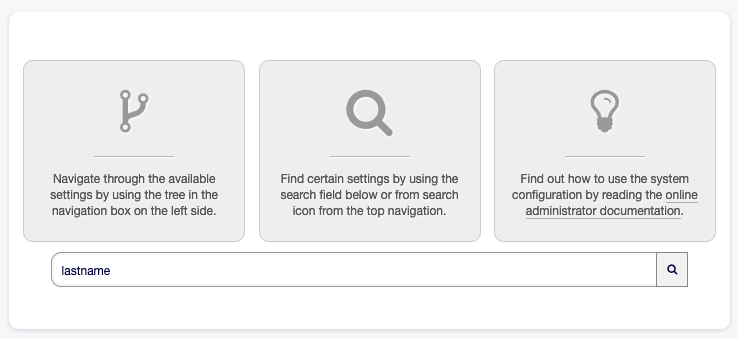 Navigate through the available
settings by using the tree in the
navigation box on the left side.
Find certain settings by using the
search field below or from search
icon from the top navigation.
Find out how to use the system
configuration by reading the online
administrator documentation.
lastname